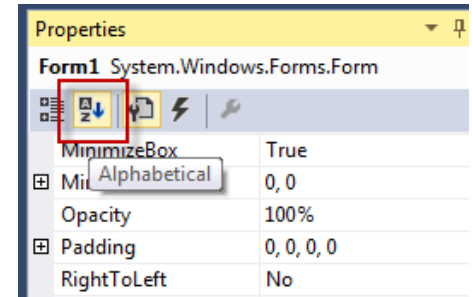 Properties
Form1 System.Windows.Forms.Form
MinimizeBox True
Alphabetical
0, 0
Opacity 100%
Padding 0, 0, 0, 0
RightToLeft No